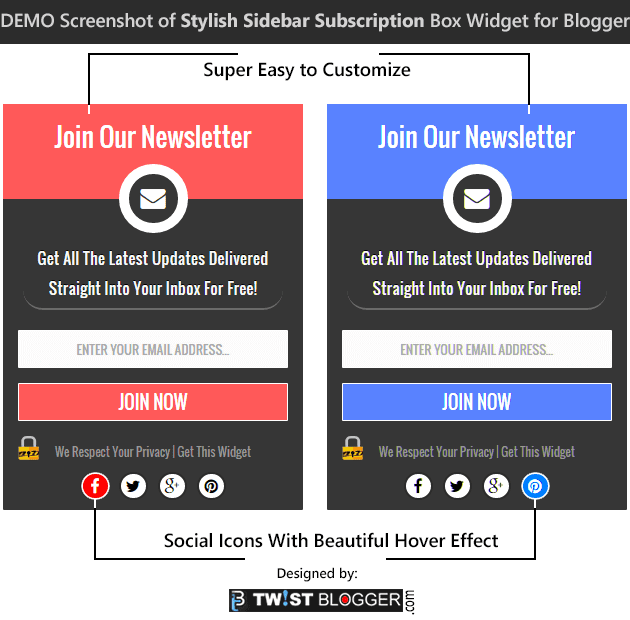 DEMO Screenshot of Stylish Sidebar Subscription Box Widget for Blogger
Super Easy to Customize
Join Our Newsletter
Get All The Latest Updates Delivered
Straight Into Your Inbox For Free!
ENTER YOUR EMAIL ADDRESS...
JOIN NOW
We Respect Your Privacy | Get This Widget
Join Our Newsletter
Get All The Latest Updates Delivered
Straight Into Your Inbox For Free!
ENTER YOUR EMAIL ADDRESS...
JOIN NOW
We Respect Your Privacy | Get This Widget
Social Icons With Beautiful Hover Effect
Designed by:
TW!ST BLOGGER.com